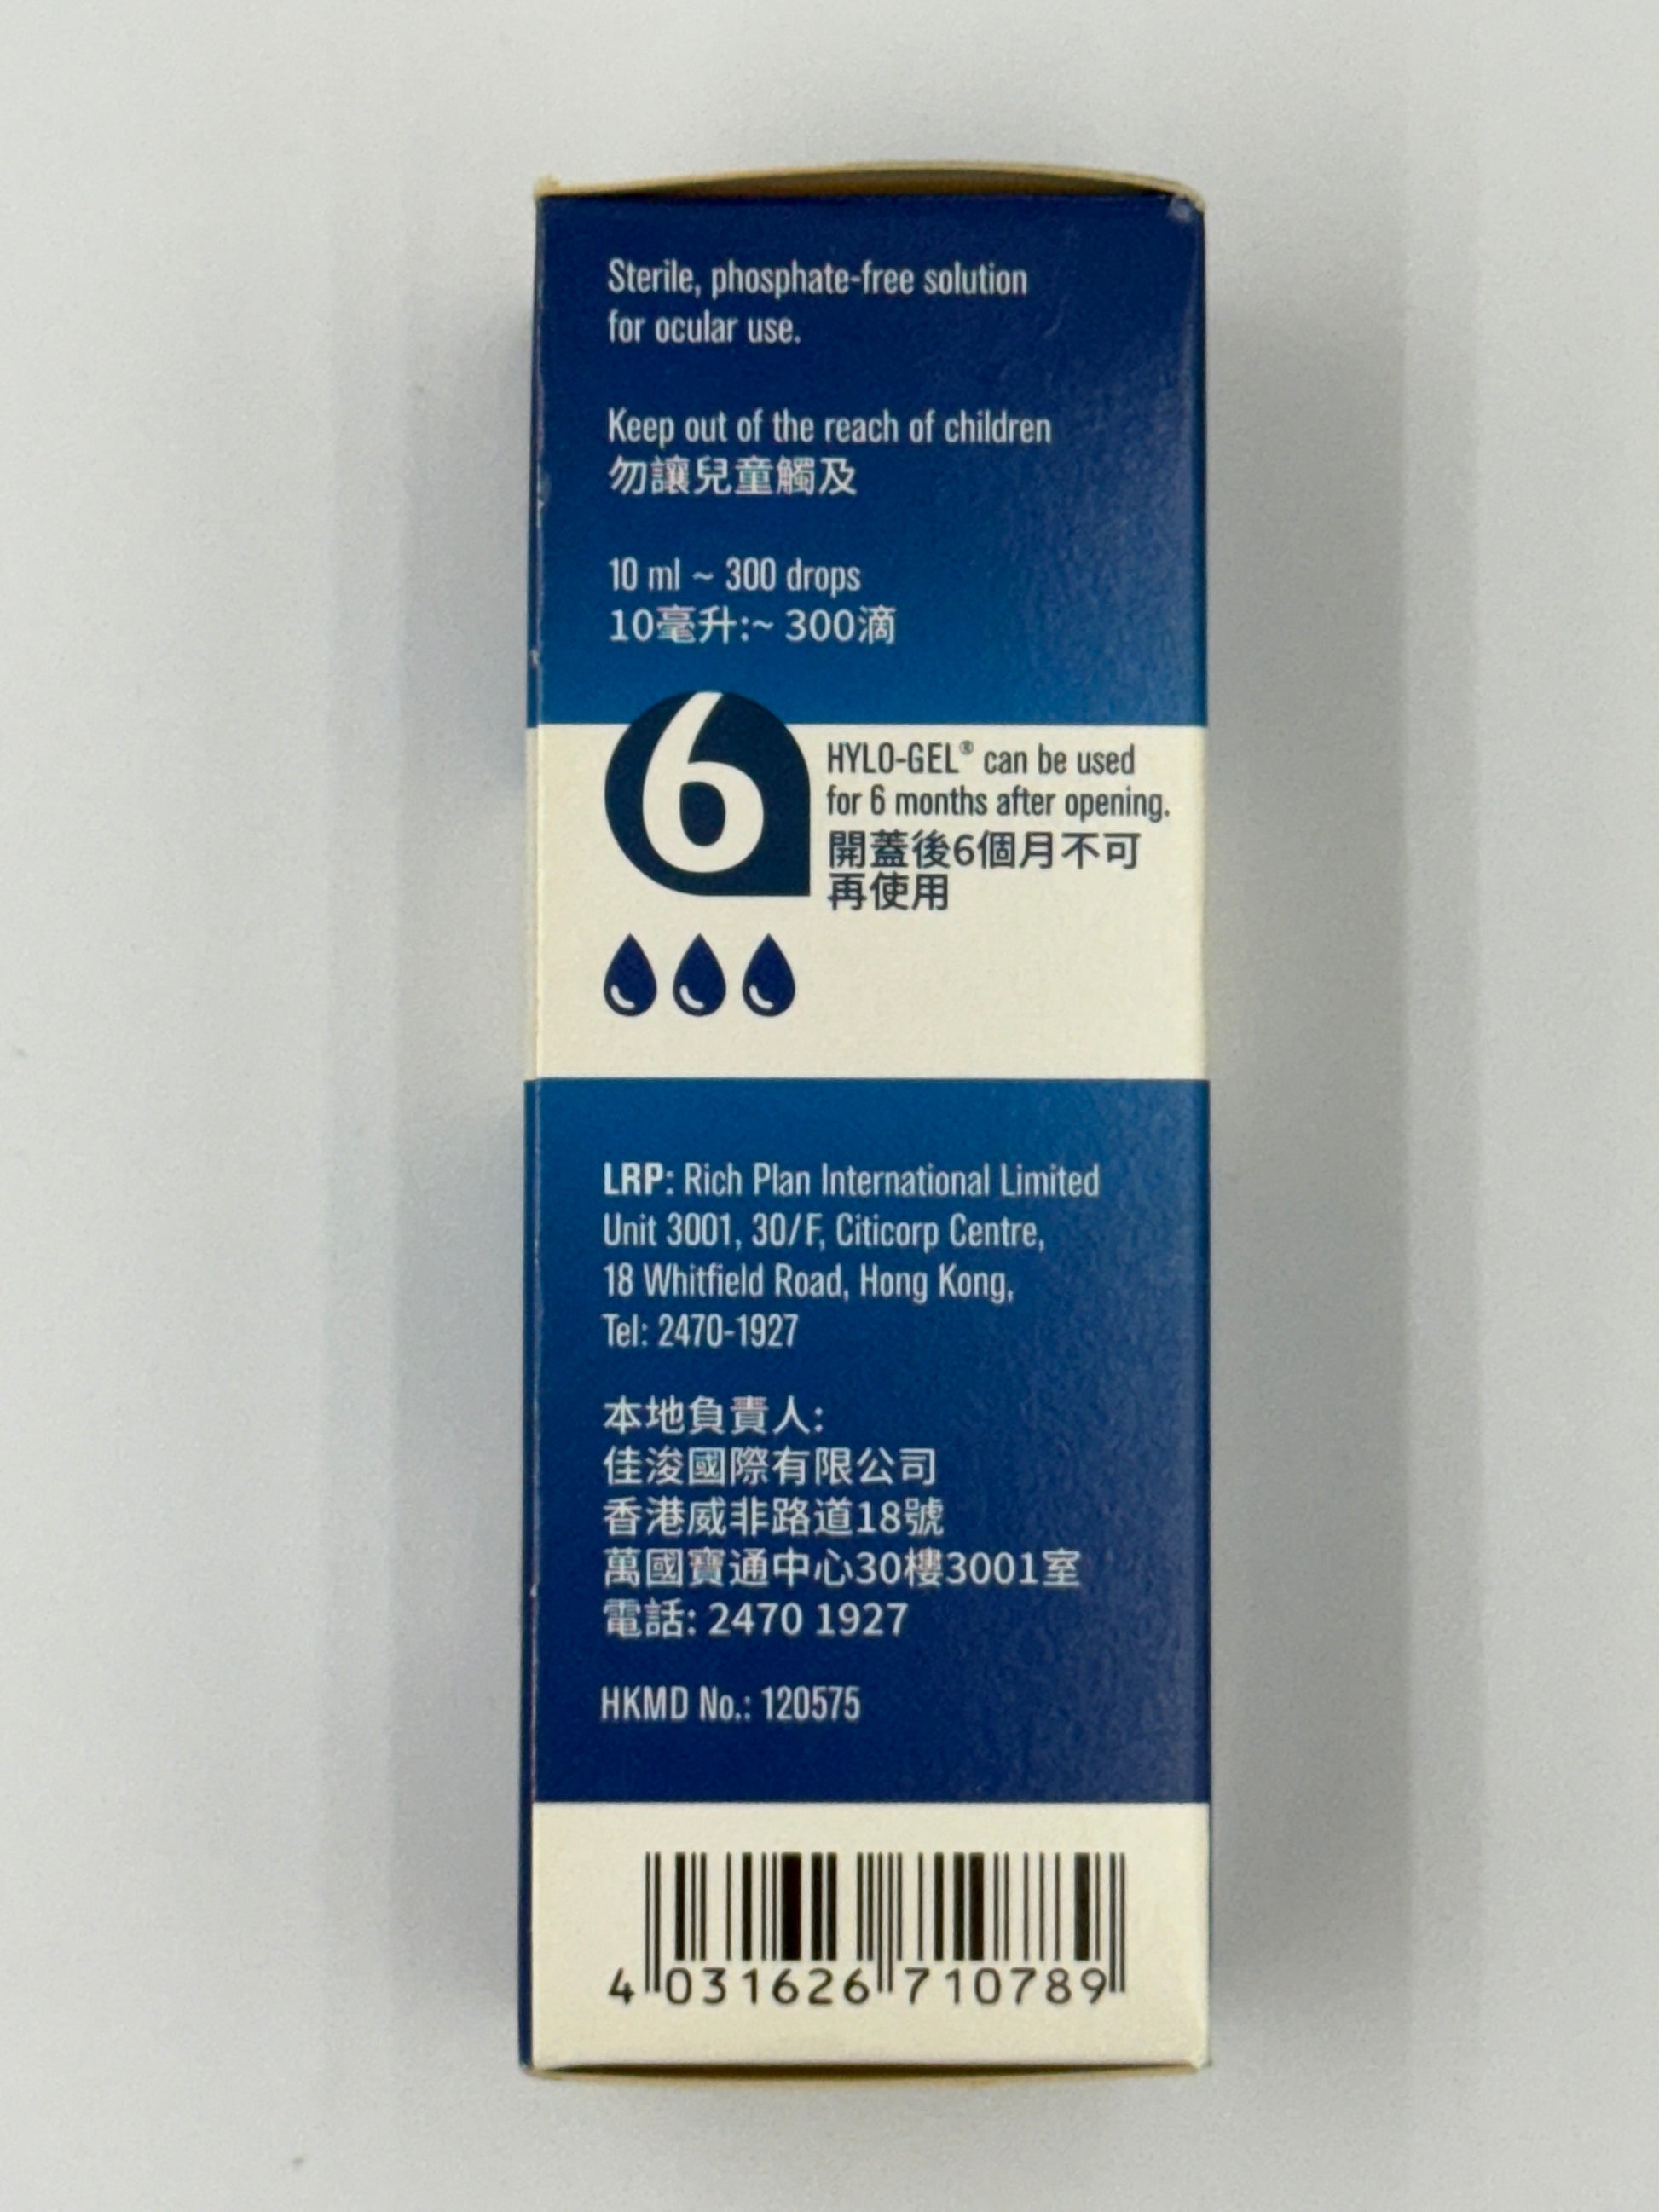 Sterile, phosphate-free solution
for ocular use.
Keep out of the reach of children
勿讓兒童觸及
10 ml ~ 300 drops
10毫升:~ 300滴
6
HYLO-GEL® can be used
for 6 months after opening.
開蓋後6個月不可
再使用
LRP: Rich Plan International Limited
Unit 3001, 30/F, Citicorp Centre,
18 Whitfield Road, Hong Kong,
Tel: 2470-1927
本地負責人:
佳浚國際有限公司
香港威非路道18號
萬國寶通中心30樓3001室
電話: 2470 1927
HKMD No.: 120575
4 031626 710789